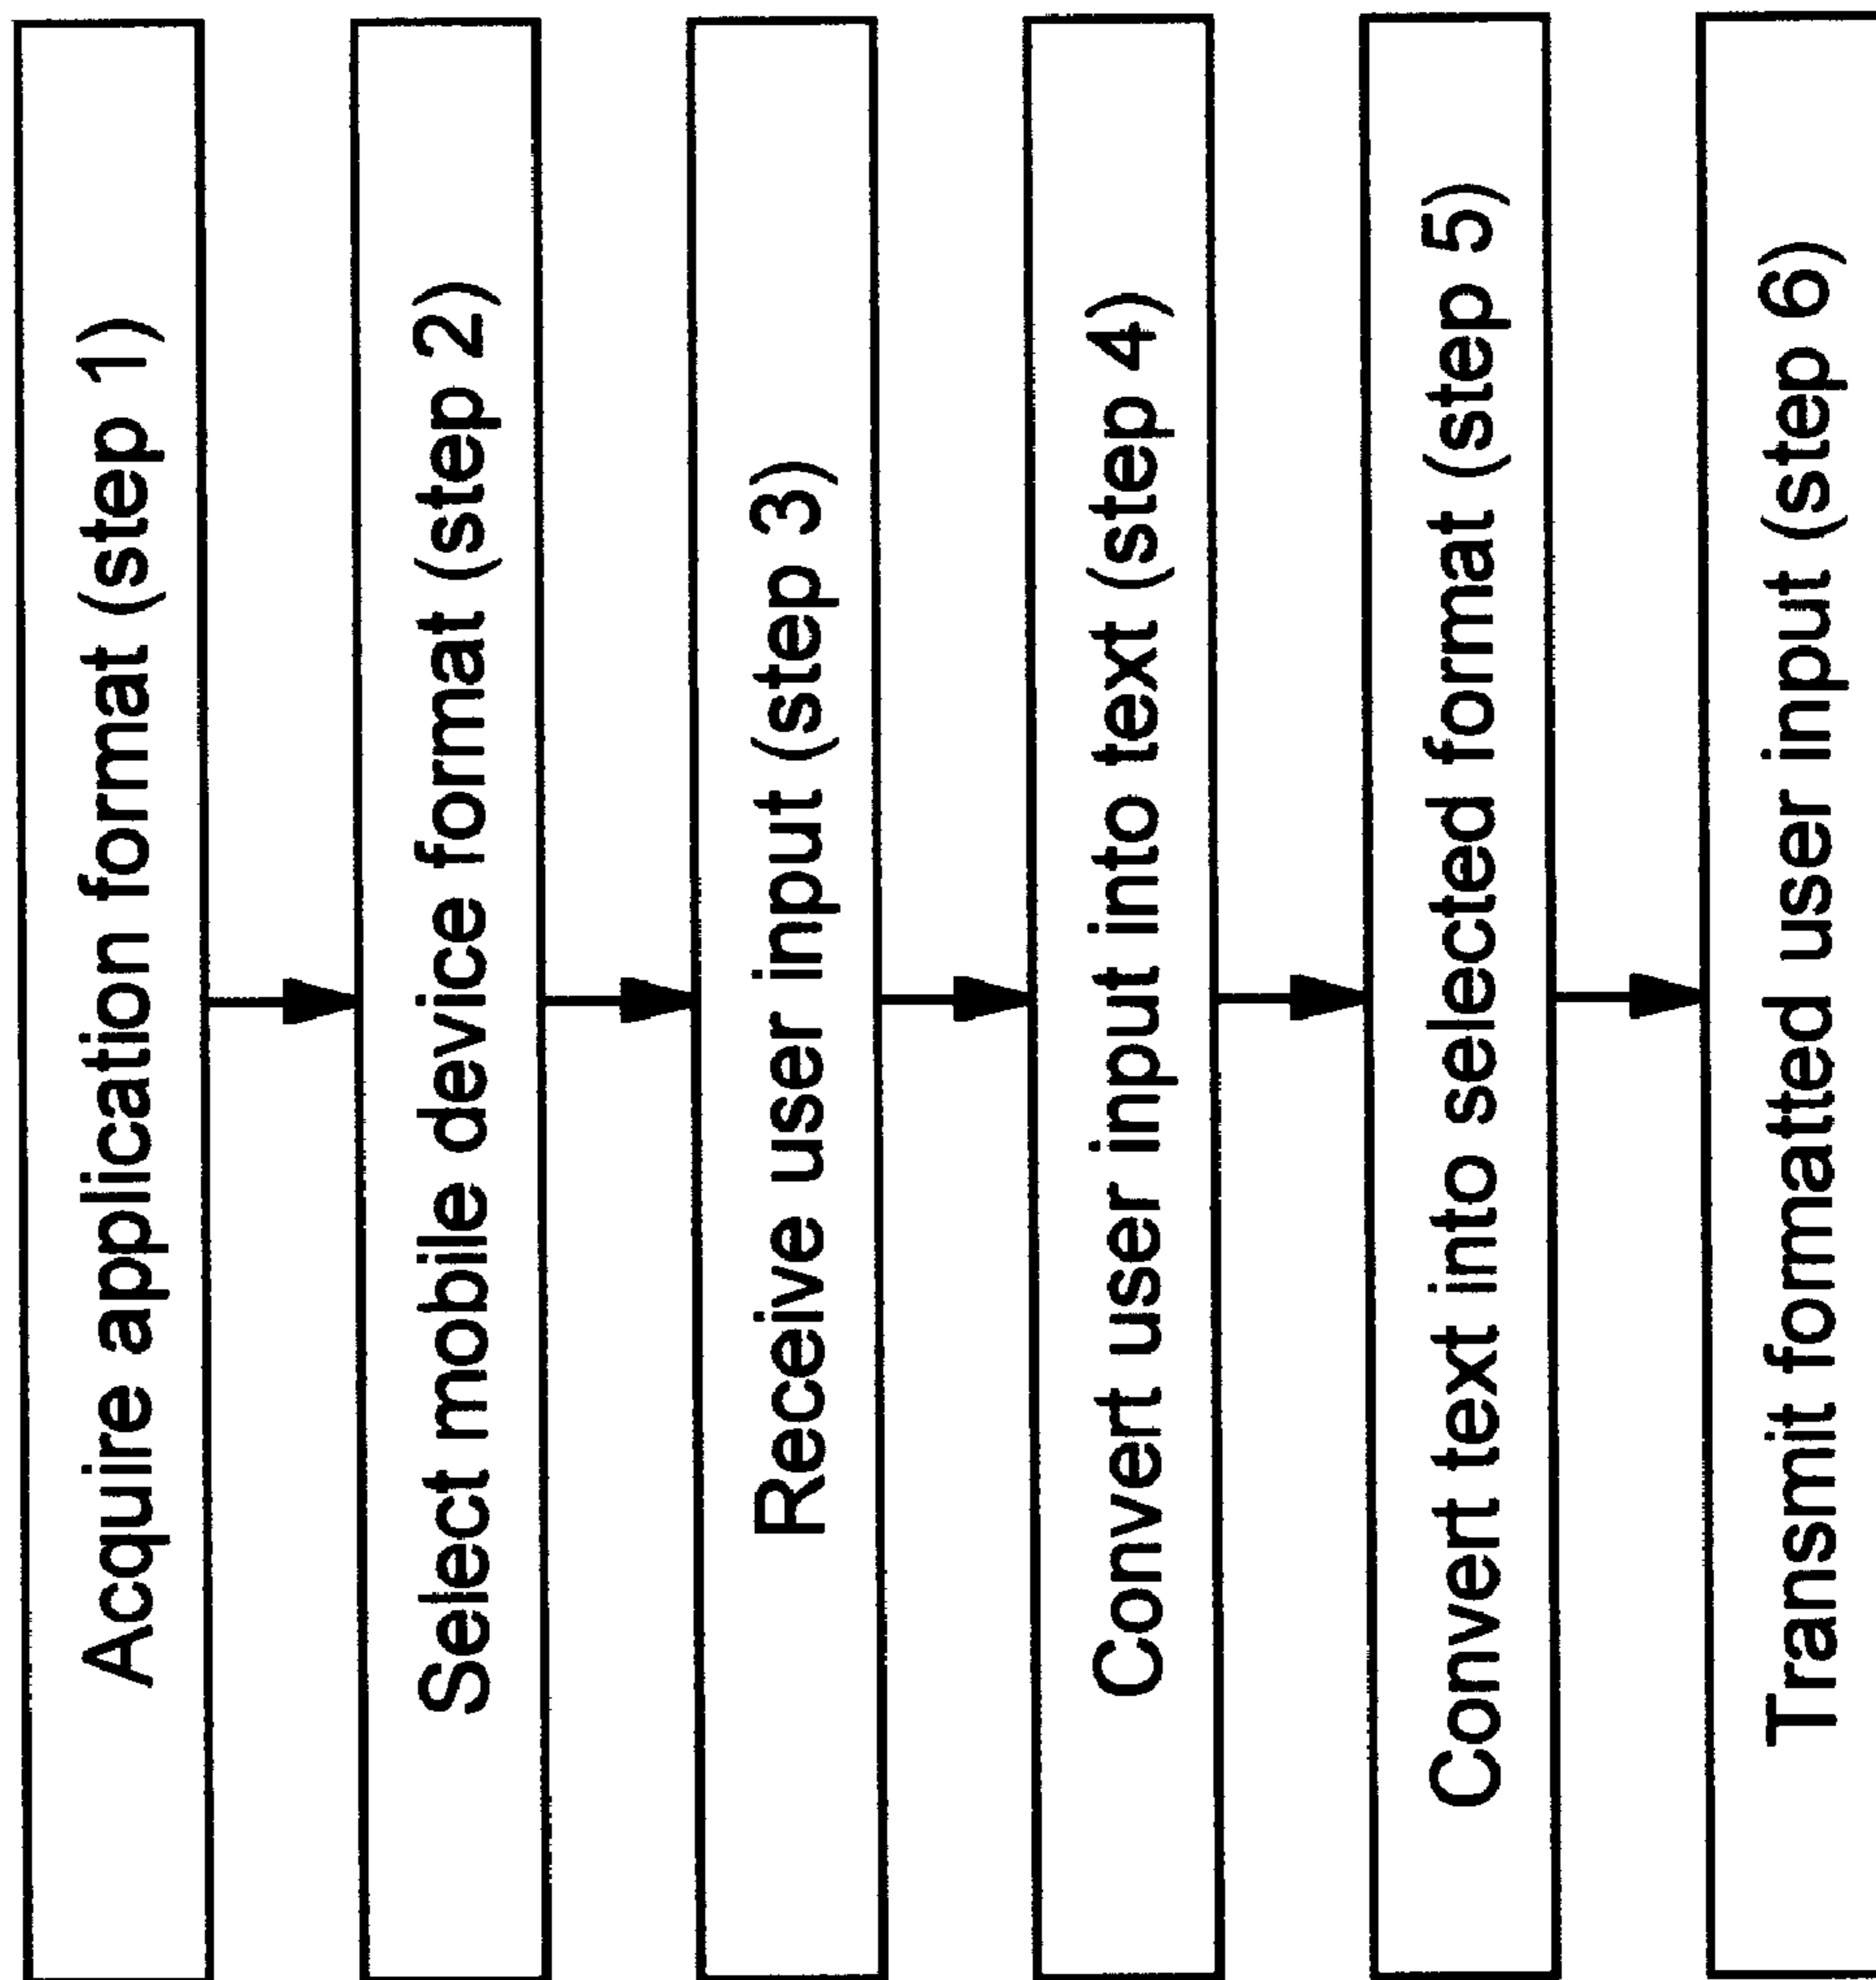 Acquire application format (step 1)
Select mobile device format (step 2)
Receive user input (step 3)
Convert user input into text (step 4)
Convert text into selected format (step 5)
Transmit formatted user input (step 6)